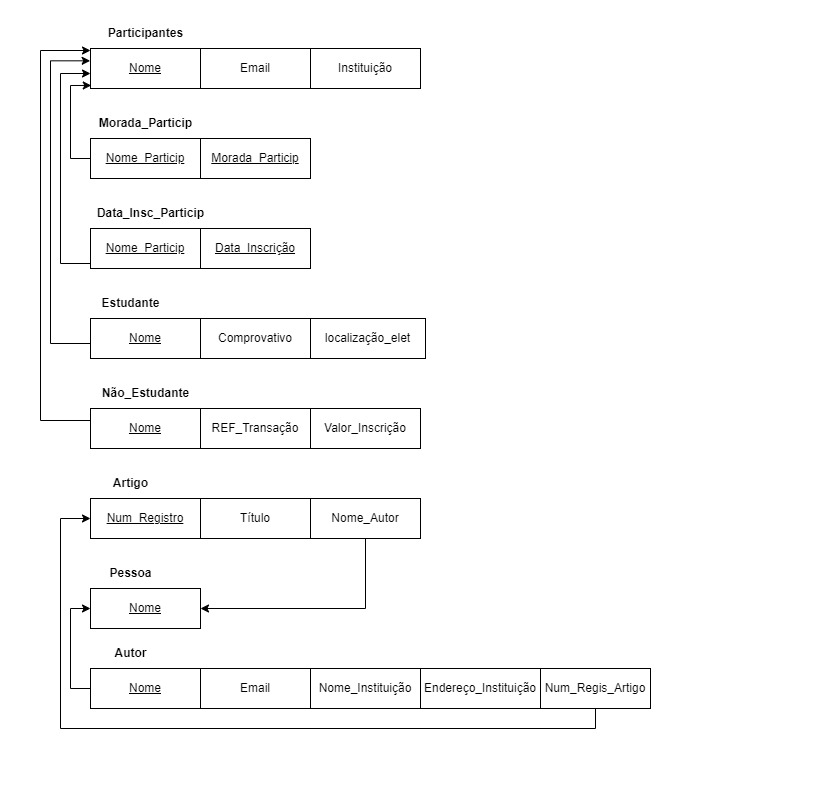 Participantes
Nome Email Instituição
Morada_Particip
Nome_Particip Morada_Particip
Data_Insc_Particip
Nome_Particip Data_Inscrição
Estudante
Nome Comprovativo localização_elet
Não_Estudante
Nome REF_Transação Valor_Inscrição
Artigo
Num_Registro Título Nome_Autor
Pessoa
Nome
Autor
Nome Email Nome_Instituição Endereço_Instituição Num_Regis_Artigo